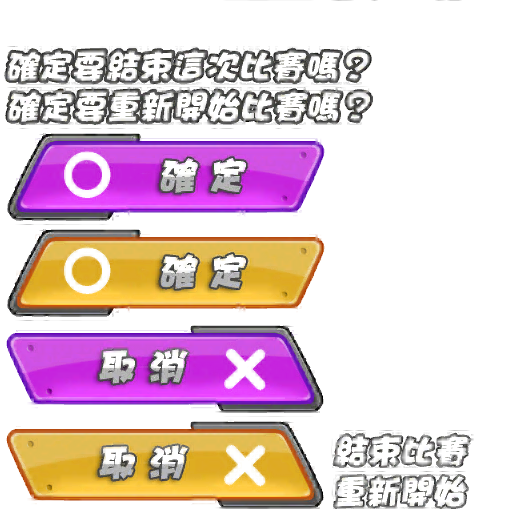 確定要結束這次比賽嗎？
確定要重新開始比賽嗎？
確定
確定
取消
取消
結束比賽
重新開始